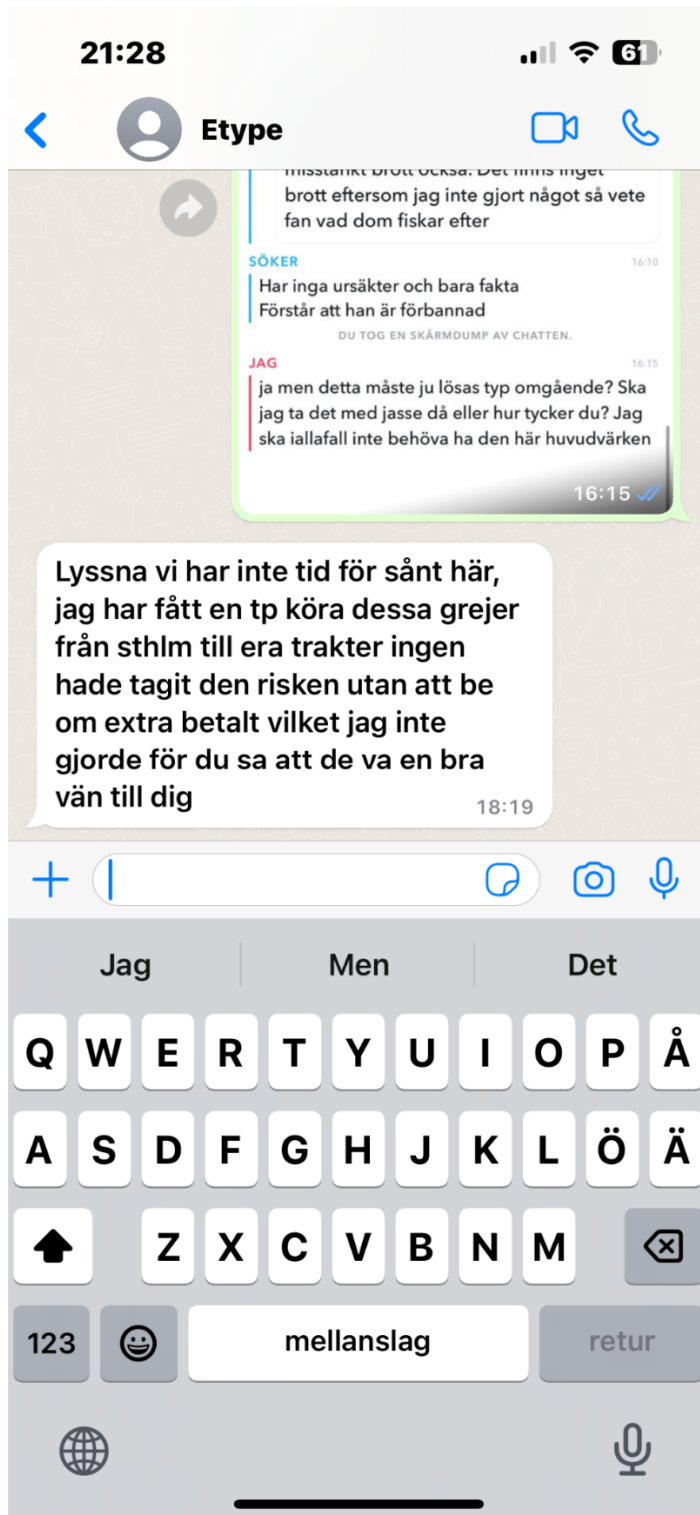 21:28
61
Etype
misstänkt brott också. Det finns inget
brott eftersom jag inte gjort något så vete
fan vad dom fiskar efter
SÖKER
16:10
Har inga ursäkter och bara fakta
Förstår att han är förbannad
DU TOG EN SKÄRMDUMP AV CHATTEN.
JAG
16:15
ja men detta måste ju lösas typ omgående? Ska
jag ta det med jasse då eller hur tycker du? Jag
ska iallafall inte behöva ha den här huvudvärken
16:15
Lyssna vi har inte tid för sånt här,
jag har fått en tp köra dessa grejer
från sthlm till era trakter ingen
hade tagit den risken utan att be
om extra betalt vilket jag inte
gjorde för du sa att de va en bra
vän till dig
18:19
Jag
Men
Det
Q W E R T Y U I O P Å
A S D F G H J K L Ö Ä
Z X C V B N M
123
mellanslag
retur